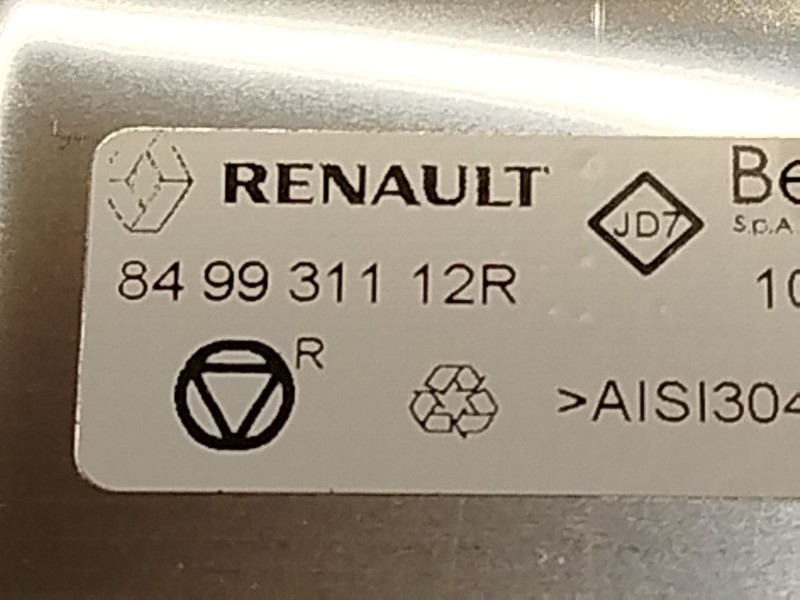 RENAULT
JD7
Be
S.p.A.
84 99 311 12R
10
R
>AISI304